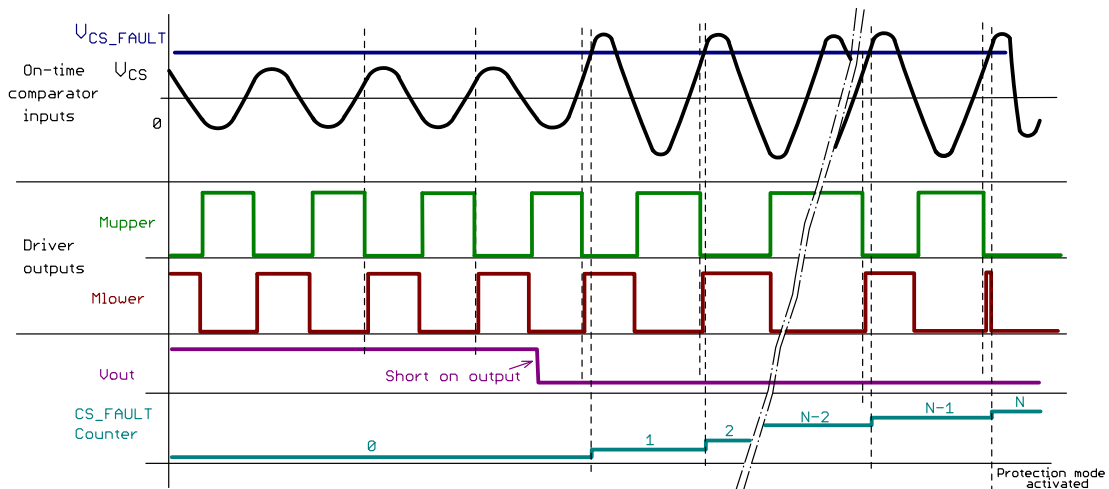 VCS_FAULT
On-time
comparator
inputs
VCS
0
Mupper
Driver
outputs
Mlower
Vout
Short on output
CS_FAULT
Counter
0
1
2
N-2
N-1
N
Protection mode
activated